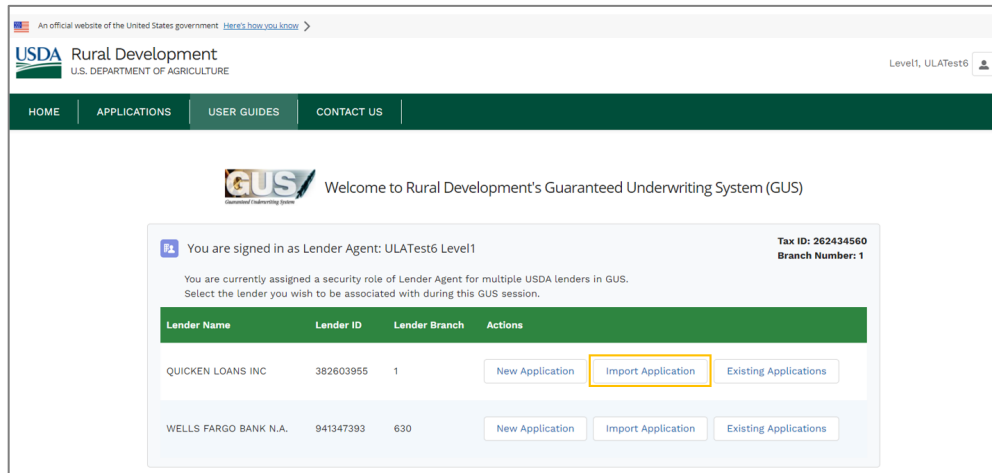 An official website of the United States government Here's how you know
USDA Rural Development
U.S. DEPARTMENT OF AGRICULTURE
Level1, ULATest6
HOME APPLICATIONS USER GUIDES CONTACT US
GUS
Guaranteed Underwriting System
Welcome to Rural Development's Guaranteed Underwriting System (GUS)
You are signed in as Lender Agent: ULATest6 Level1
Tax ID: 262434560
Branch Number: 1
You are currently assigned a security role of Lender Agent for multiple USDA lenders in GUS.
Select the lender you wish to be associated with during this GUS session.
Lender Name Lender ID Lender Branch Actions
QUICKEN LOANS INC 382603955 1 New Application Import Application Existing Applications
WELLS FARGO BANK N.A. 941347393 630 New Application Import Application Existing Applications